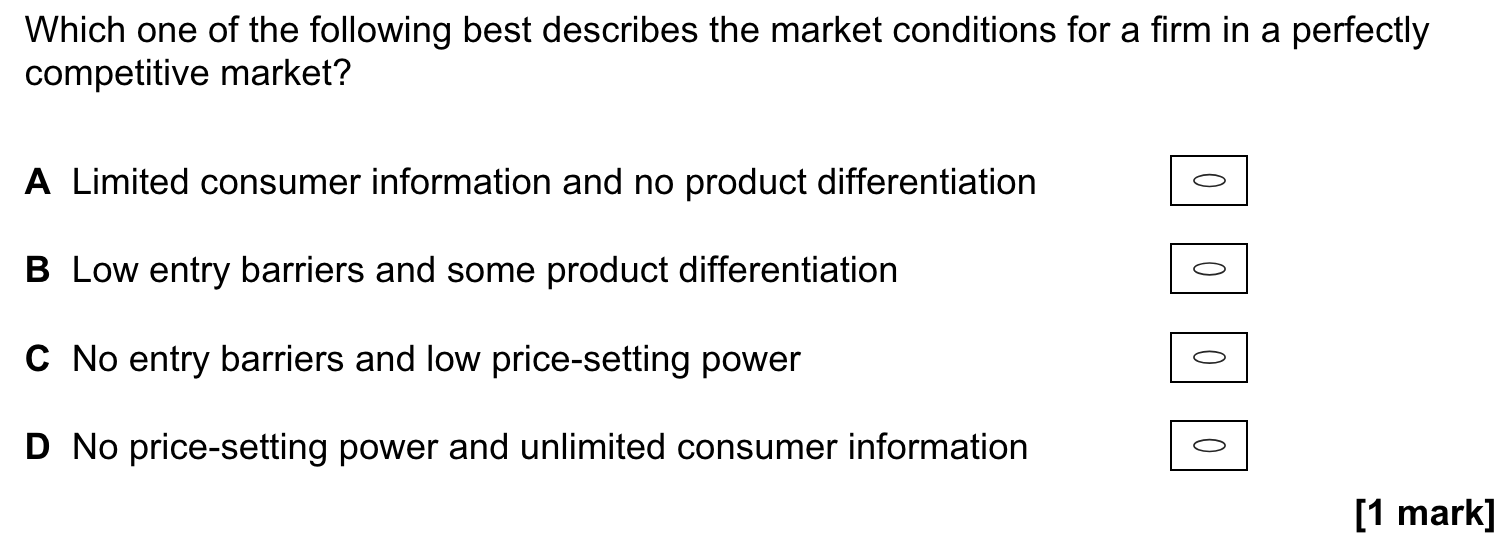 Which one of the following best describes the market conditions for a firm in a perfectly
competitive market?
A Limited consumer information and no product differentiation
B Low entry barriers and some product differentiation
C No entry barriers and low price-setting power
D No price-setting power and unlimited consumer information
[1 mark]